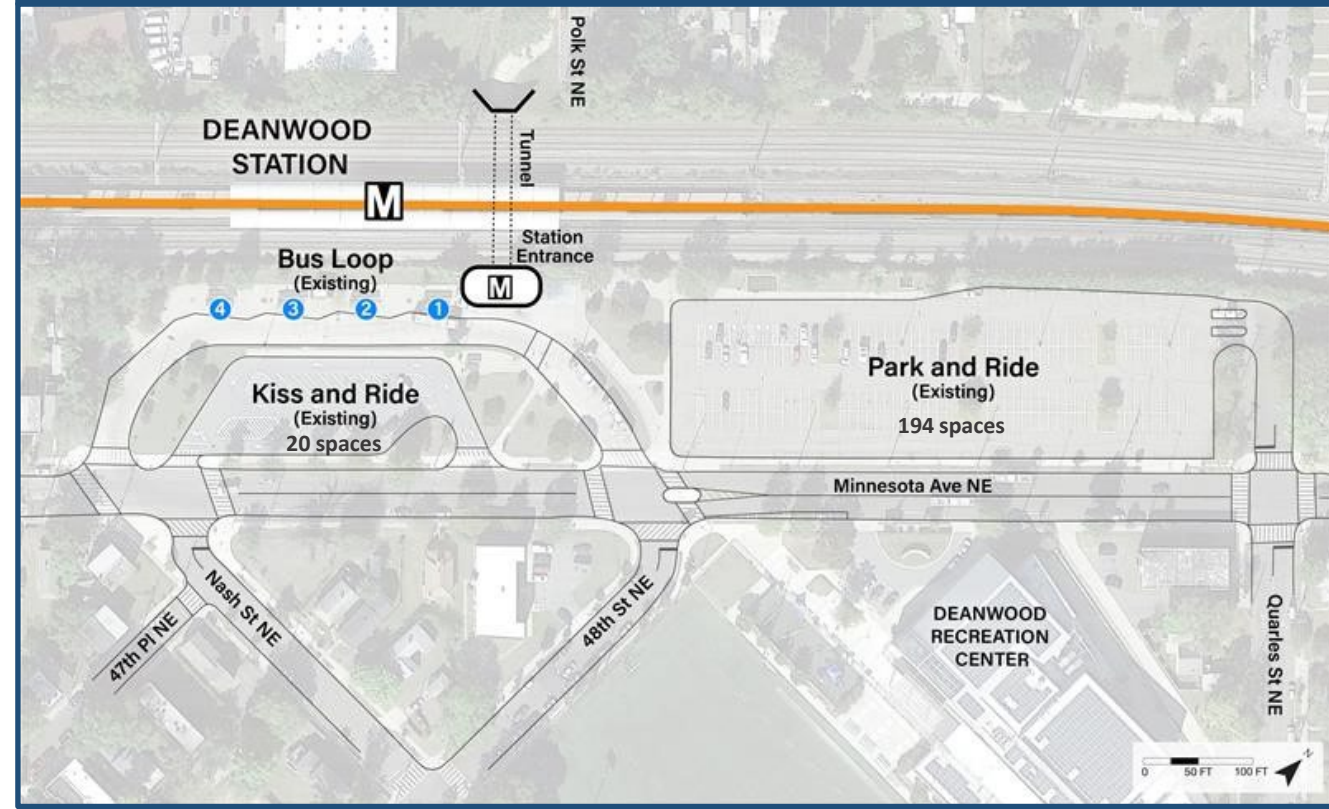 Polk St NE
DEANWOOD
STATION
Tunnel
M
Station
Entrance
M
Bus Loop
(Existing)
4
3
2
1
Kiss and Ride
(Existing)
20 spaces
Park and Ride
(Existing)
194 spaces
Minnesota Ave NE
47th Pl NE
Nash St NE
48th St NE
DEANWOOD
RECREATION
CENTER
Quarles St NE
0 50 FT 100 FT
N